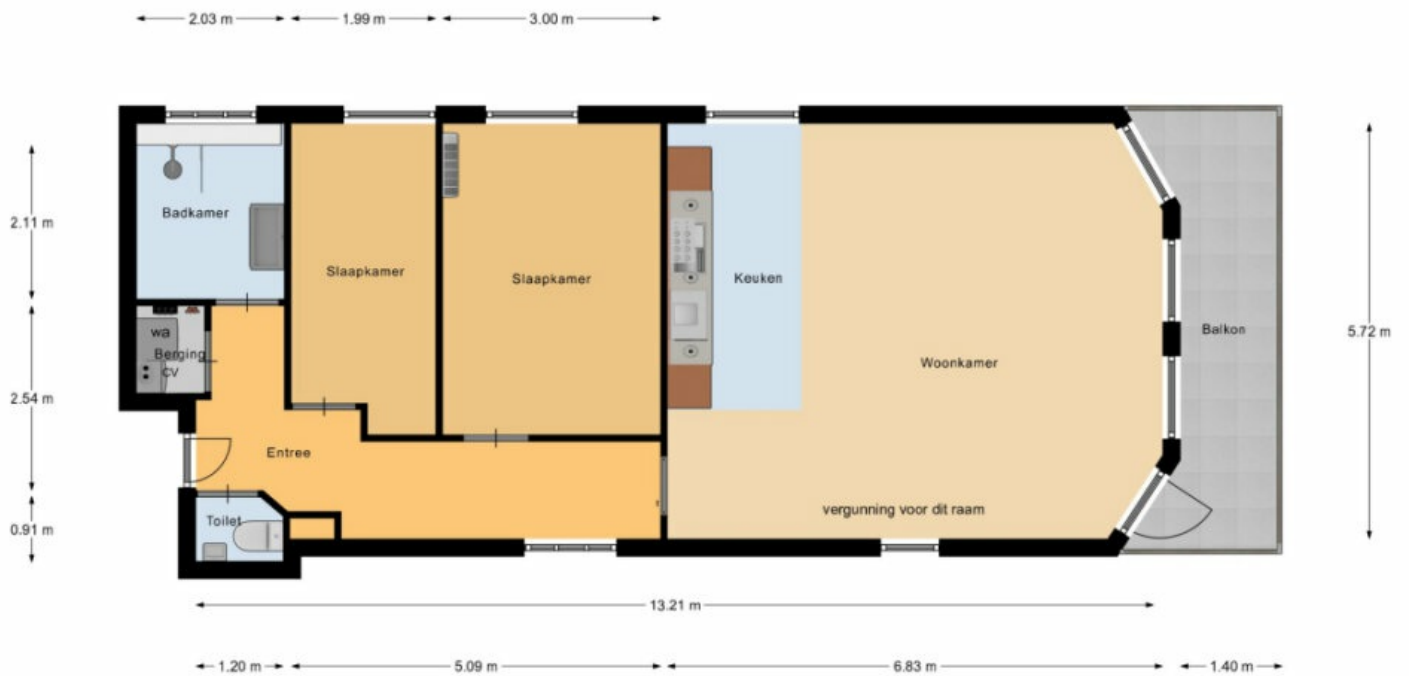 2.03 m
1.99 m
3.00 m
2.11 m
Badkamer
Slaapkamer
Slaapkamer
Keuken
Woonkamer
Balkon
5.72 m
wa
Berging
CV
2.54 m
Entree
Toilet
0.91 m
vergunning voor dit raam
13.21 m
1.20 m
5.09 m
6.83 m
1.40 m